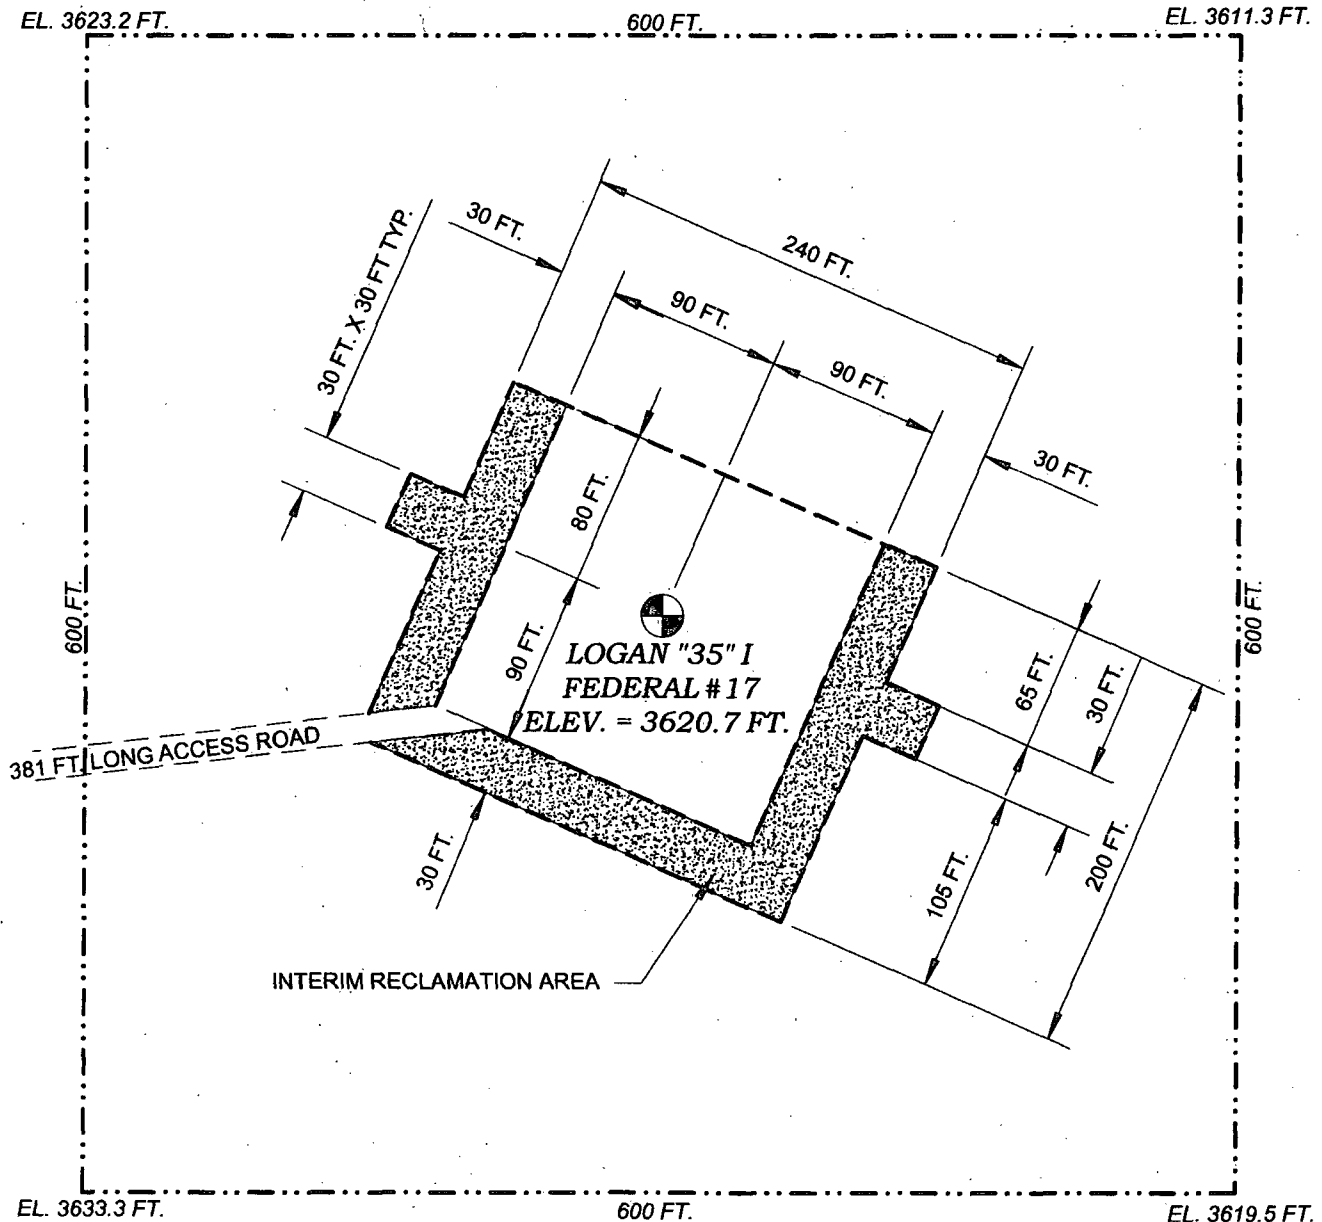 EL. 3623.2 FT.
600 FT.
EL. 3611.3 FT.
30 FT.
240 FT.
30 FT. X 30 FT TYP.
90 FT.
90 FT.
30 FT.
80 FT.
600 FT.
600 FT.
90 FT.
LOGAN "35" I
FEDERAL #17
ELEV. = 3620.7 FT.
65 FT.
30 FT.
381 FT. LONG ACCESS ROAD
30 FT.
105 FT.
200 FT.
INTERIM RECLAMATION AREA
EL. 3633.3 FT.
600 FT.
EL. 3619.5 FT.